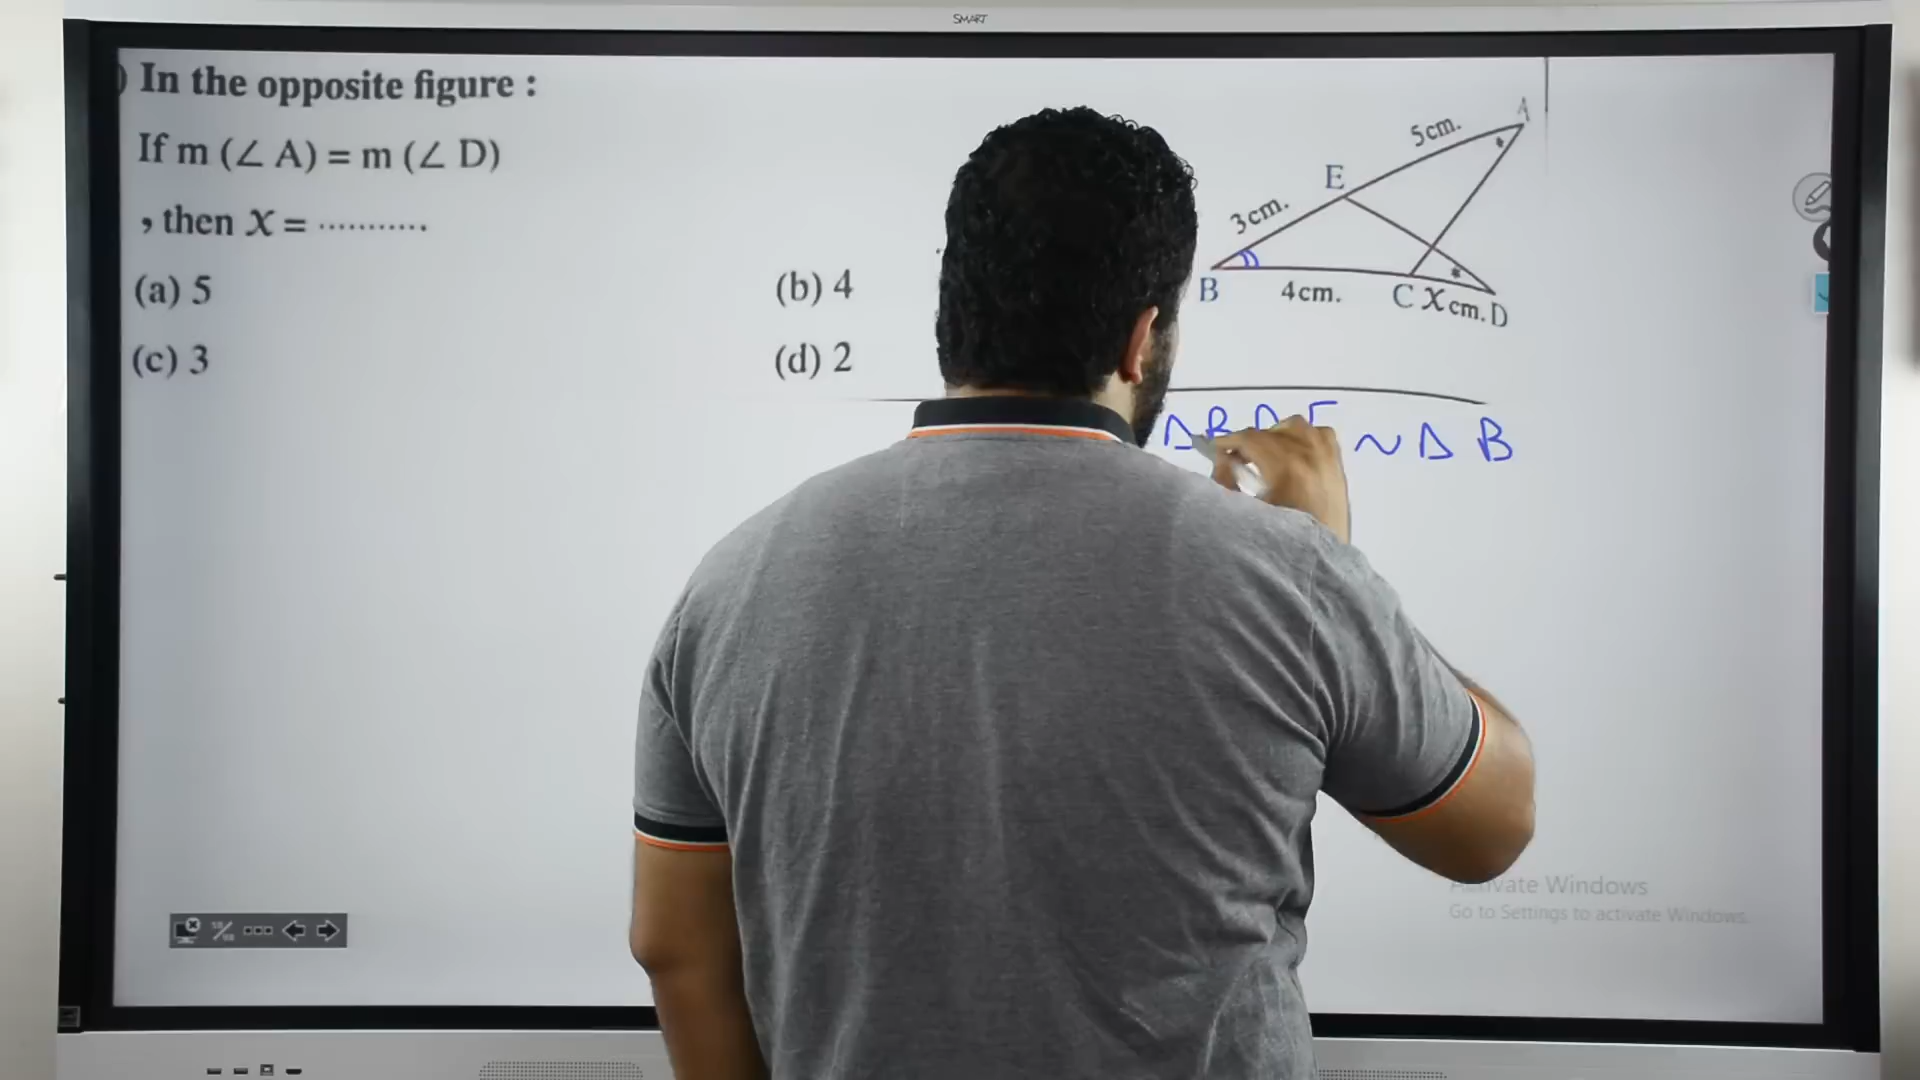 SMART
) In the opposite figure :
If m (∠ A) = m (∠ D)
, then X = ...........
(a) 5
(b) 4
(c) 3
(d) 2
A
5cm.
E
3cm.
B
4cm.
C X cm. D
Δ B ~ Δ B
Activate Windows
Go to Settings to activate Windows.